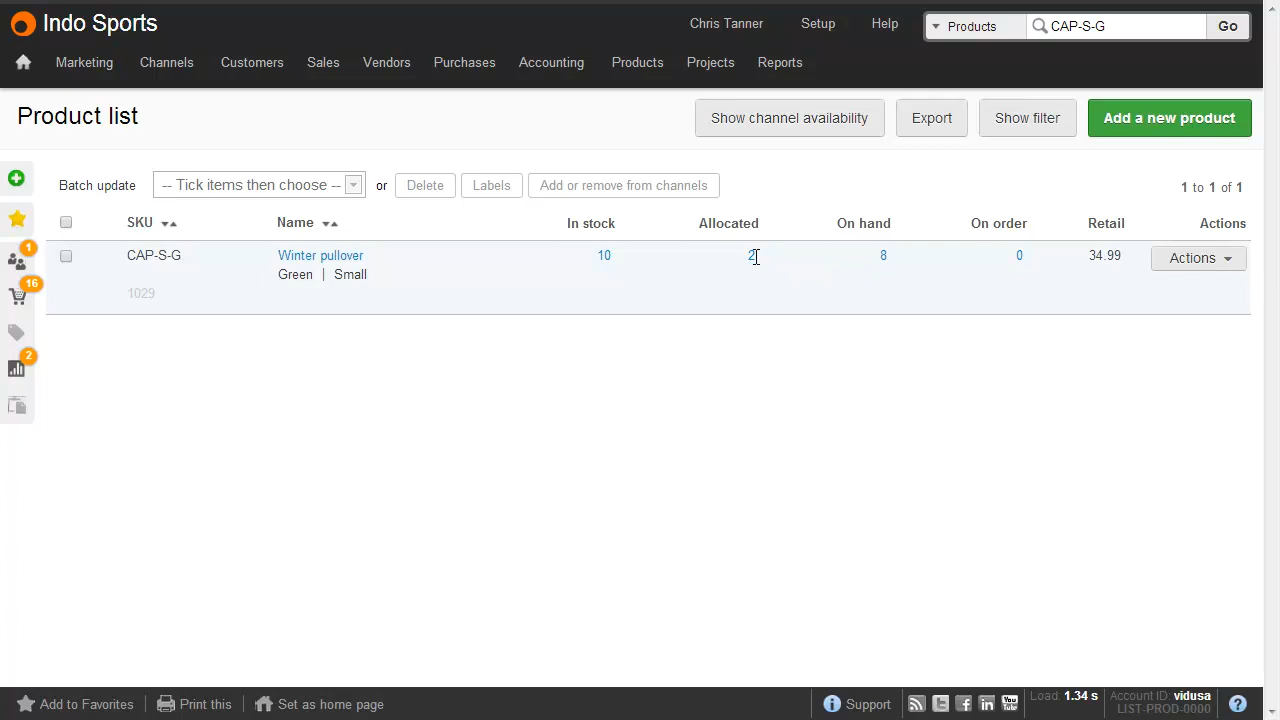 Indo Sports
Chris Tanner Setup Help Products CAP-S-G Go
Marketing Channels Customers Sales Vendors Purchases Accounting Products Projects Reports
Product list
Show channel availability Export Show filter Add a new product
Batch update -- Tick items then choose -- or Delete Labels Add or remove from channels 1 to 1 of 1
SKU Name In stock Allocated On hand On order Retail Actions
CAP-S-G Winter pullover 10 2 8 0 34.99 Actions
Green | Small
1029
1
16
2
Add to Favorites Print this Set as home page Support You Tube Load: 1.34 s Account ID: vidusa
LIST-PROD-0000